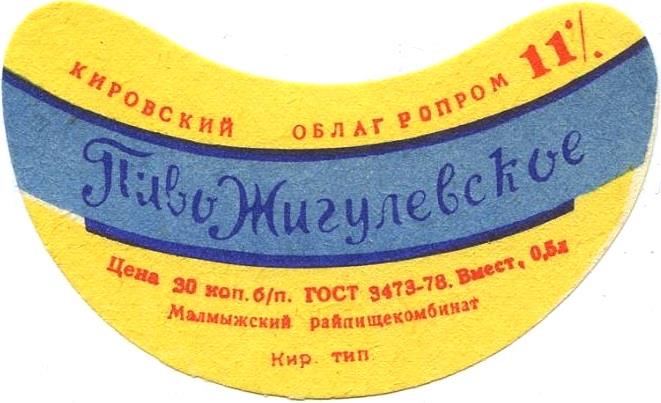 КИРОВСКИЙ ОБЛАГРОПРОМ 11%
Пиво Жигулевское
Цена 30 коп. б/п. ГОСТ 3473-78. Вмест, 0,5л
Малмыжский райпищекомбинат
Кир. тип